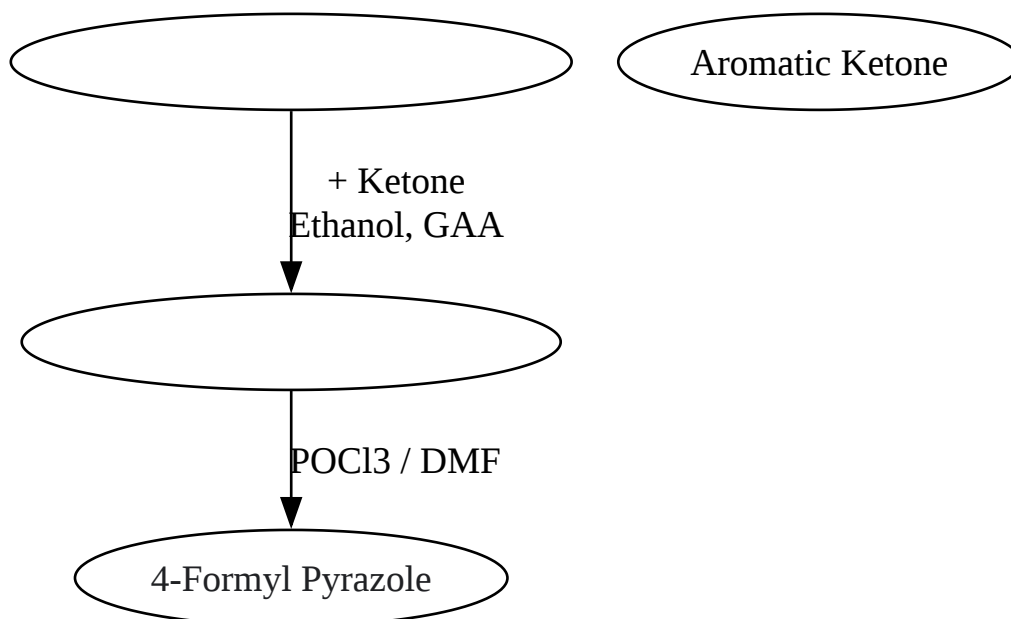 Aromatic Ketone
+ Ketone
Ethanol, GAA
POCl3 / DMF
4-Formyl Pyrazole